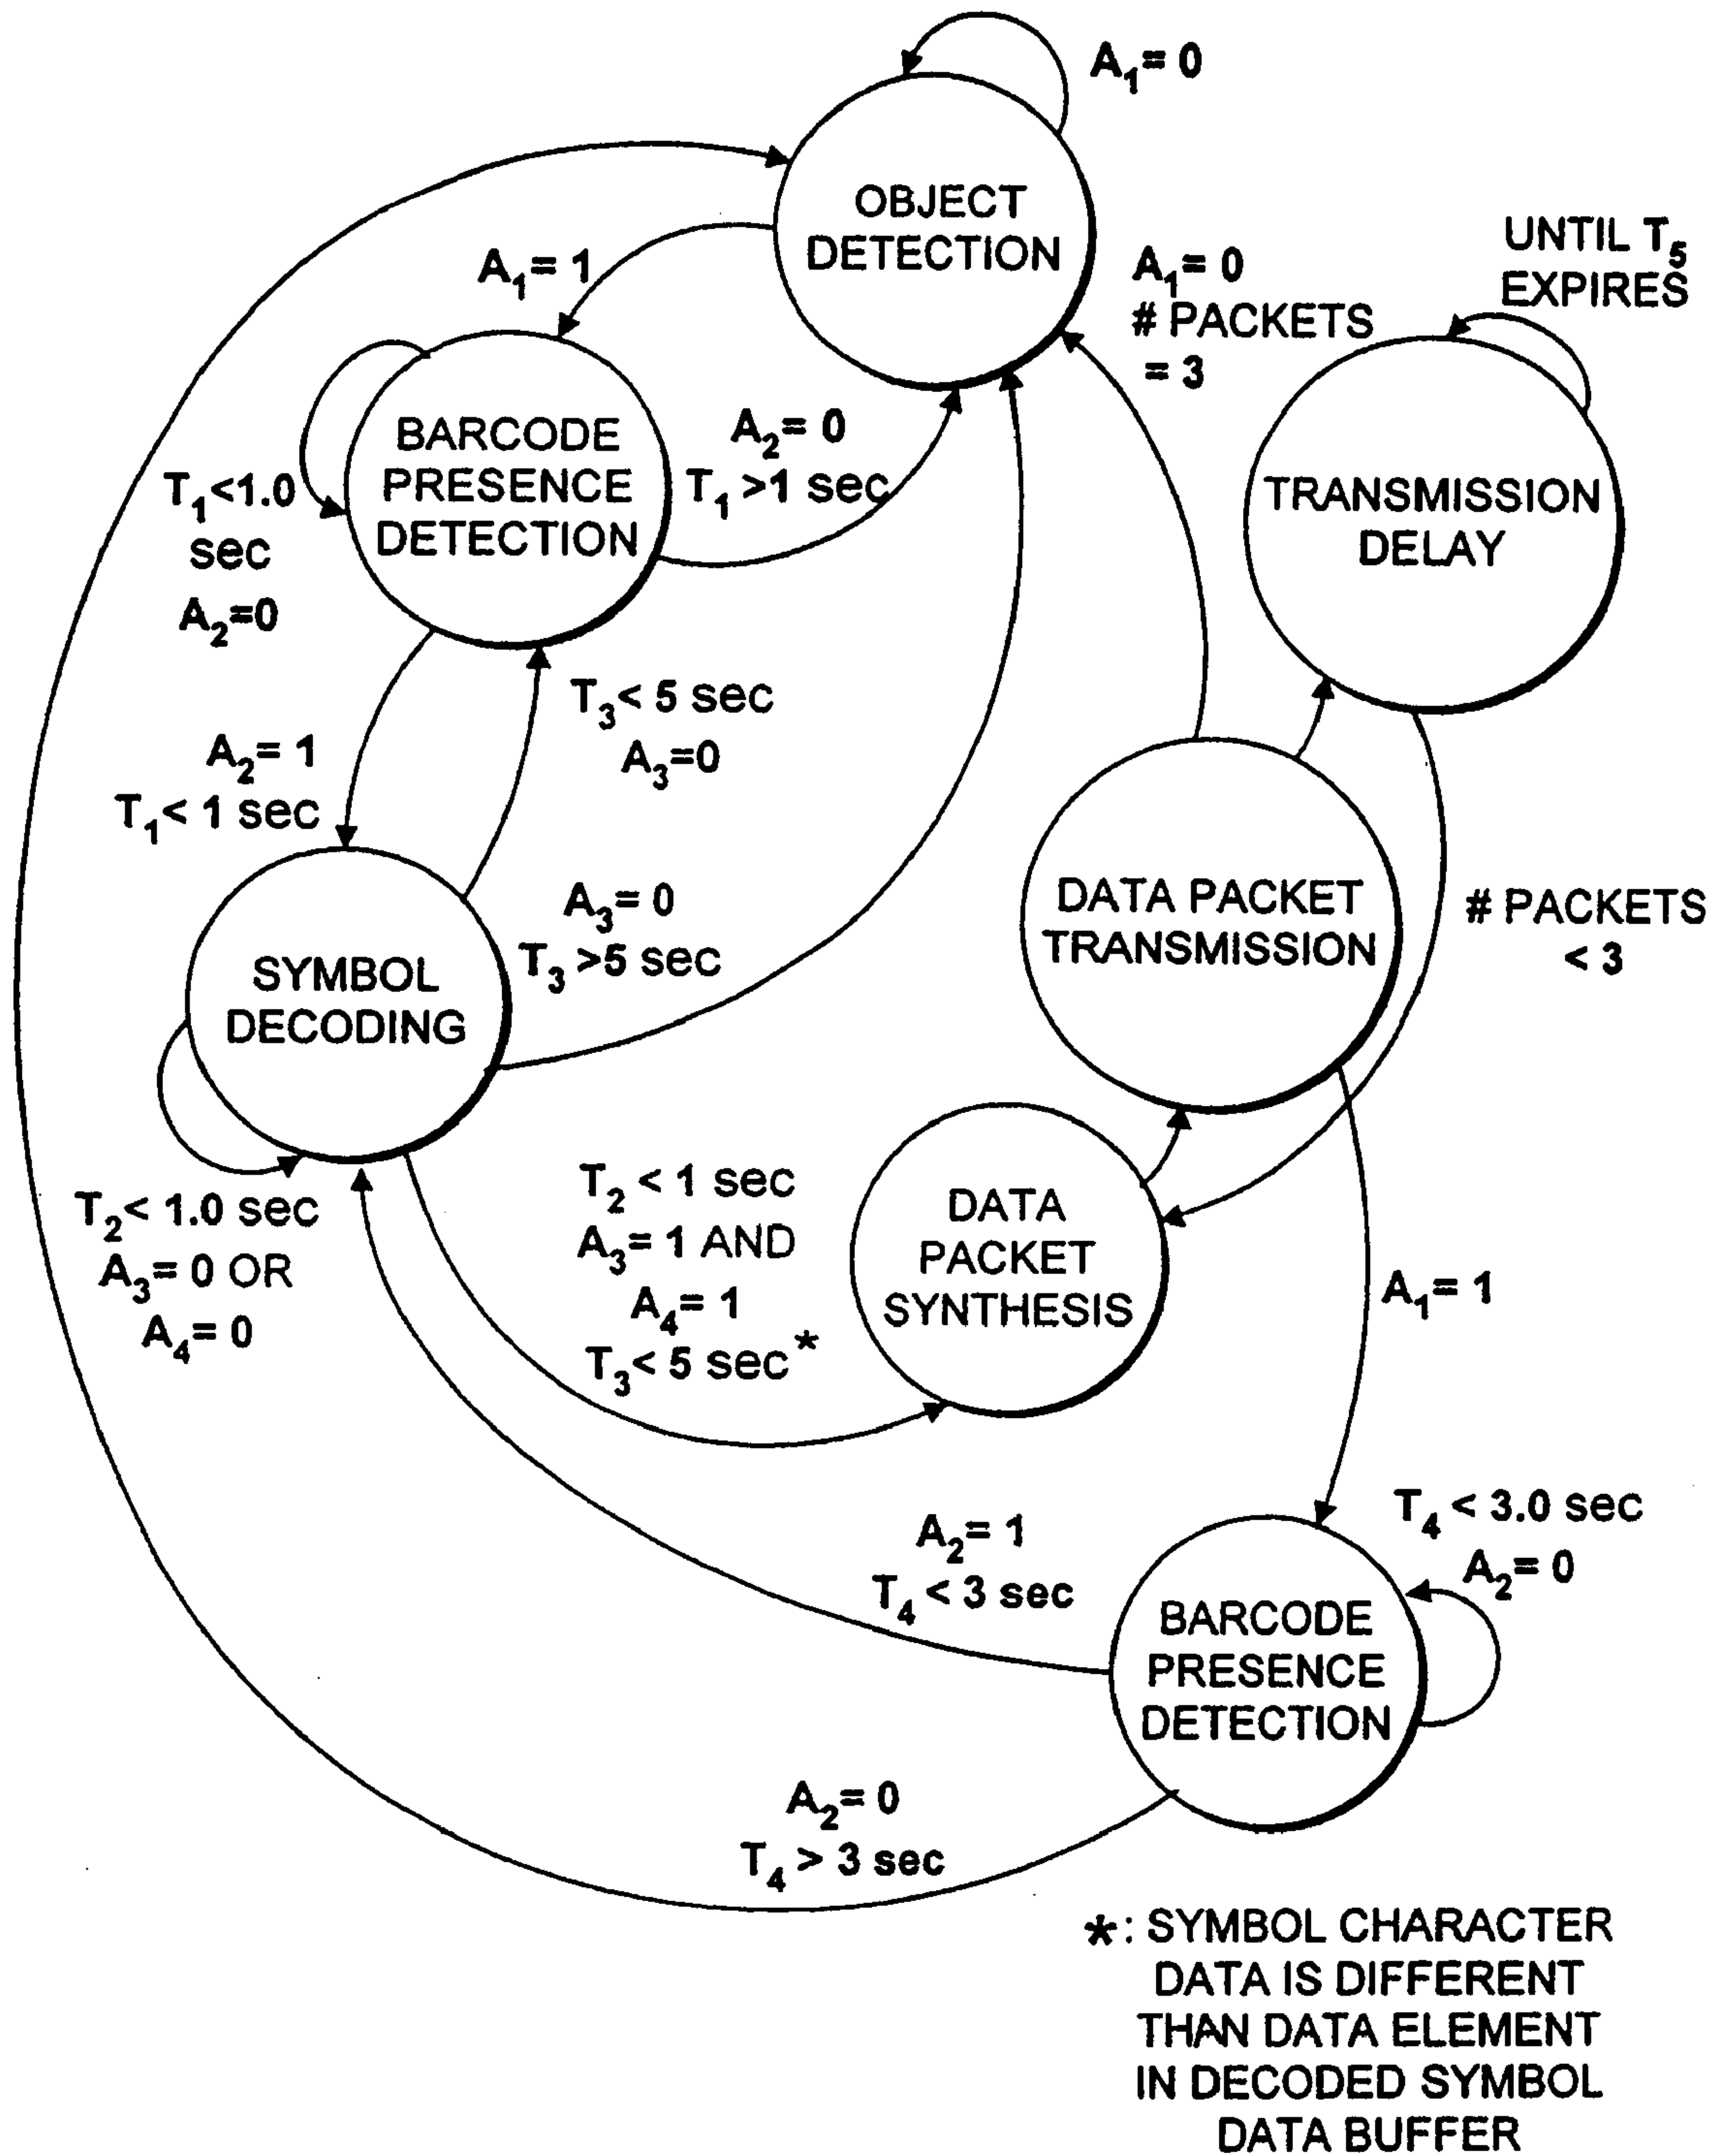 A₁= 0
OBJECT
DETECTION
A₁= 1
A₁= 0
# PACKETS
= 3
UNTIL T₅
EXPIRES
BARCODE
PRESENCE
DETECTION
A₂= 0
T₁ >1 sec
T₁<1.0
sec
A₂=0
TRANSMISSION
DELAY
T₃< 5 sec
A₃=0
A₂= 1
T₁< 1 sec
DATA PACKET
TRANSMISSION
# PACKETS
< 3
A₃= 0
T₃ >5 sec
SYMBOL
DECODING
T₂< 1.0 sec
A₃= 0 OR
A₄= 0
T₂ < 1 sec
A₃= 1 AND
A₄= 1
T₃< 5 sec*
DATA
PACKET
SYNTHESIS
A₁= 1
T₄ < 3.0 sec
A₂= 0
A₂= 1
T₄ < 3 sec
BARCODE
PRESENCE
DETECTION
A₂= 0
T₄ > 3 sec
*: SYMBOL CHARACTER
DATA IS DIFFERENT
THAN DATA ELEMENT
IN DECODED SYMBOL
DATA BUFFER